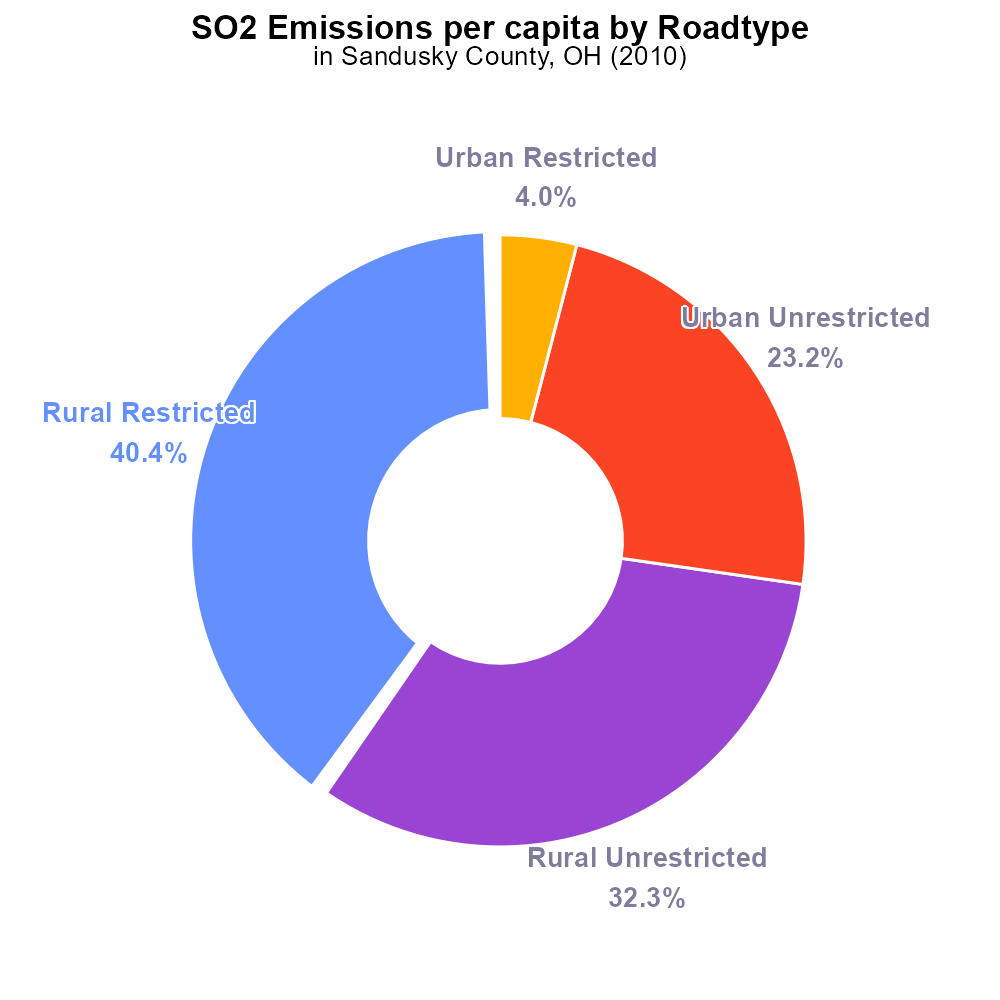 SO2 Emissions per capita by Roadtype
in Sandusky County, OH (2010)
Urban Restricted
4.0%
Urban Unrestricted
23.2%
Rural Restricted
40.4%
Rural Unrestricted
32.3%